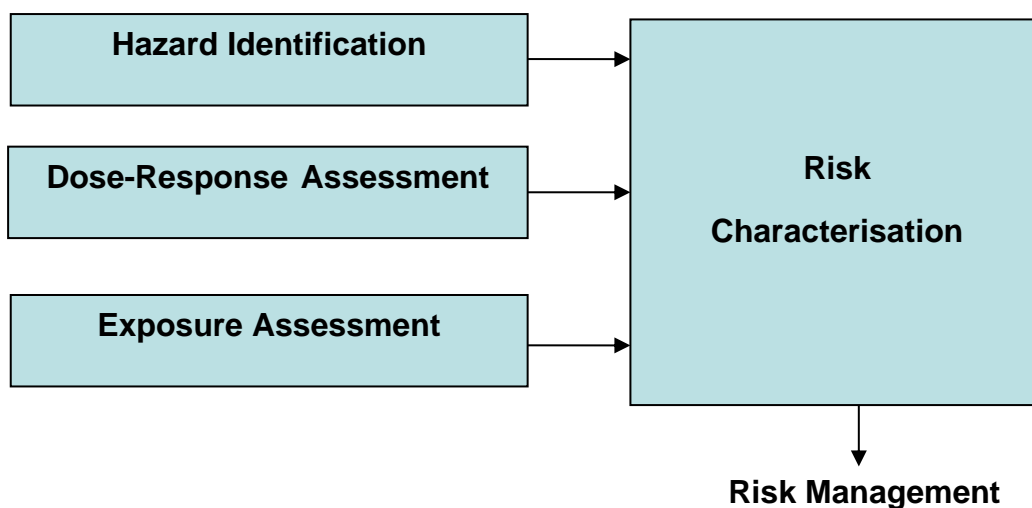 Hazard Identification
Dose-Response Assessment
Exposure Assessment
Risk
Characterisation
Risk Management